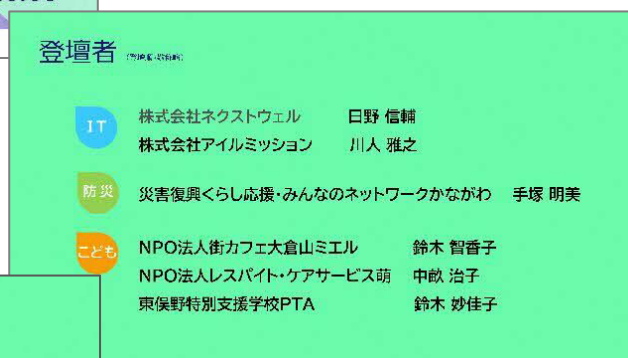 登壇者 (登壇順・敬称略)
IT
株式会社ネクストウェル 日野 信輔
株式会社アイルミッション 川人 雅之
防災
災害復興くらし応援・みんなのネットワークかながわ 手塚 明美
こども
NPO法人街カフェ大倉山ミエル 鈴木 智香子
NPO法人レスパイト・ケアサービス萌 中畝 治子
東俣野特別支援学校PTA 鈴木 妙佳子